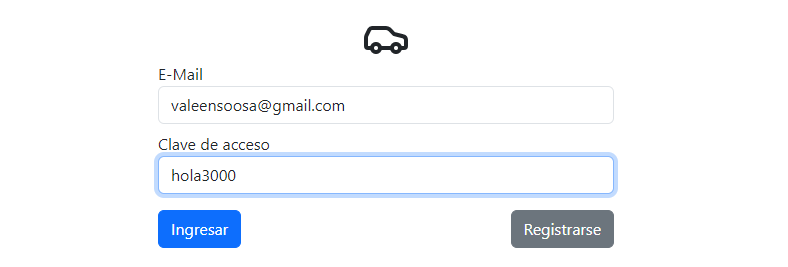 E-Mail
valeensoosa@gmail.com
Clave de acceso
hola3000
Ingresar
Registrarse